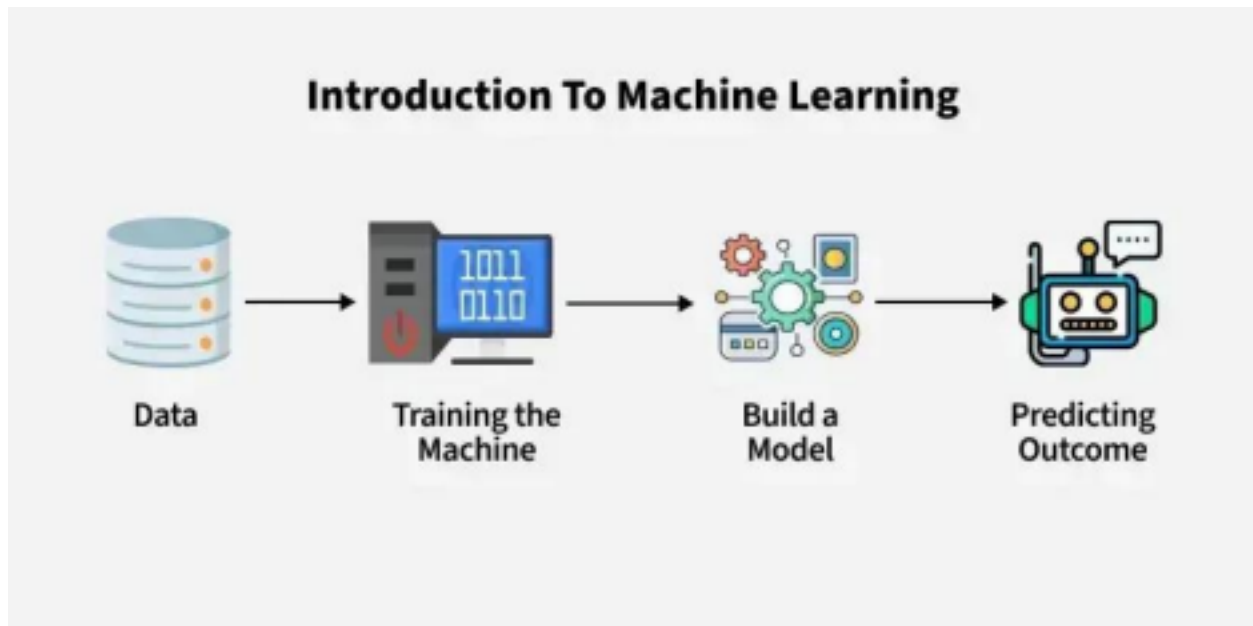 Introduction To Machine Learning
1011
0110
Data
Training the
Machine
Build a
Model
Predicting
Outcome